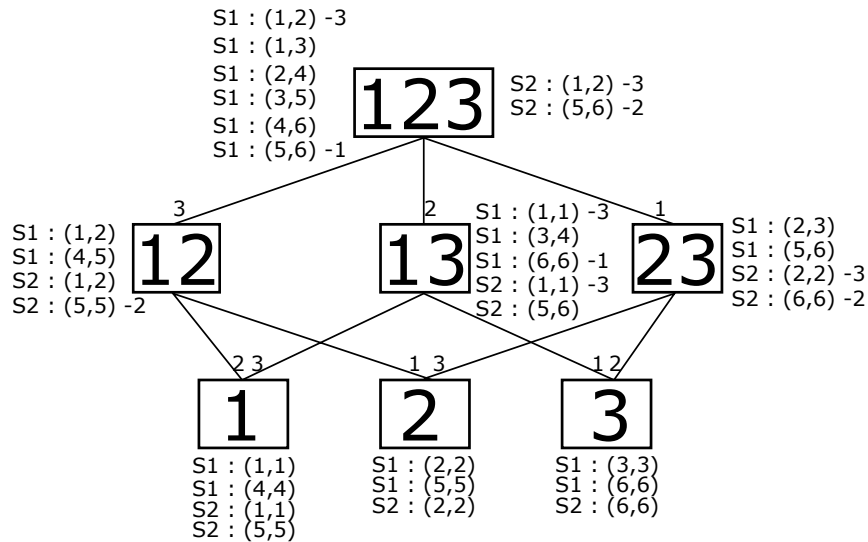 S1 : (1,2) -3
S1 : (1,3)
S1 : (2,4)
S1 : (3,5)
S1 : (4,6)
S1 : (5,6) -1
123
S2 : (1,2) -3
S2 : (5,6) -2
3
2
1
S1 : (1,2)
S1 : (4,5)
S2 : (1,2)
S2 : (5,5) -2
12
13
S1 : (1,1) -3
S1 : (3,4)
S1 : (6,6) -1
S2 : (1,1) -3
S2 : (5,6)
23
S1 : (2,3)
S1 : (5,6)
S2 : (2,2) -3
S2 : (6,6) -2
2 3
1 3
1 2
1
2
3
S1 : (1,1)
S1 : (4,4)
S2 : (1,1)
S2 : (5,5)
S1 : (2,2)
S1 : (5,5)
S2 : (2,2)
S1 : (3,3)
S1 : (6,6)
S2 : (6,6)